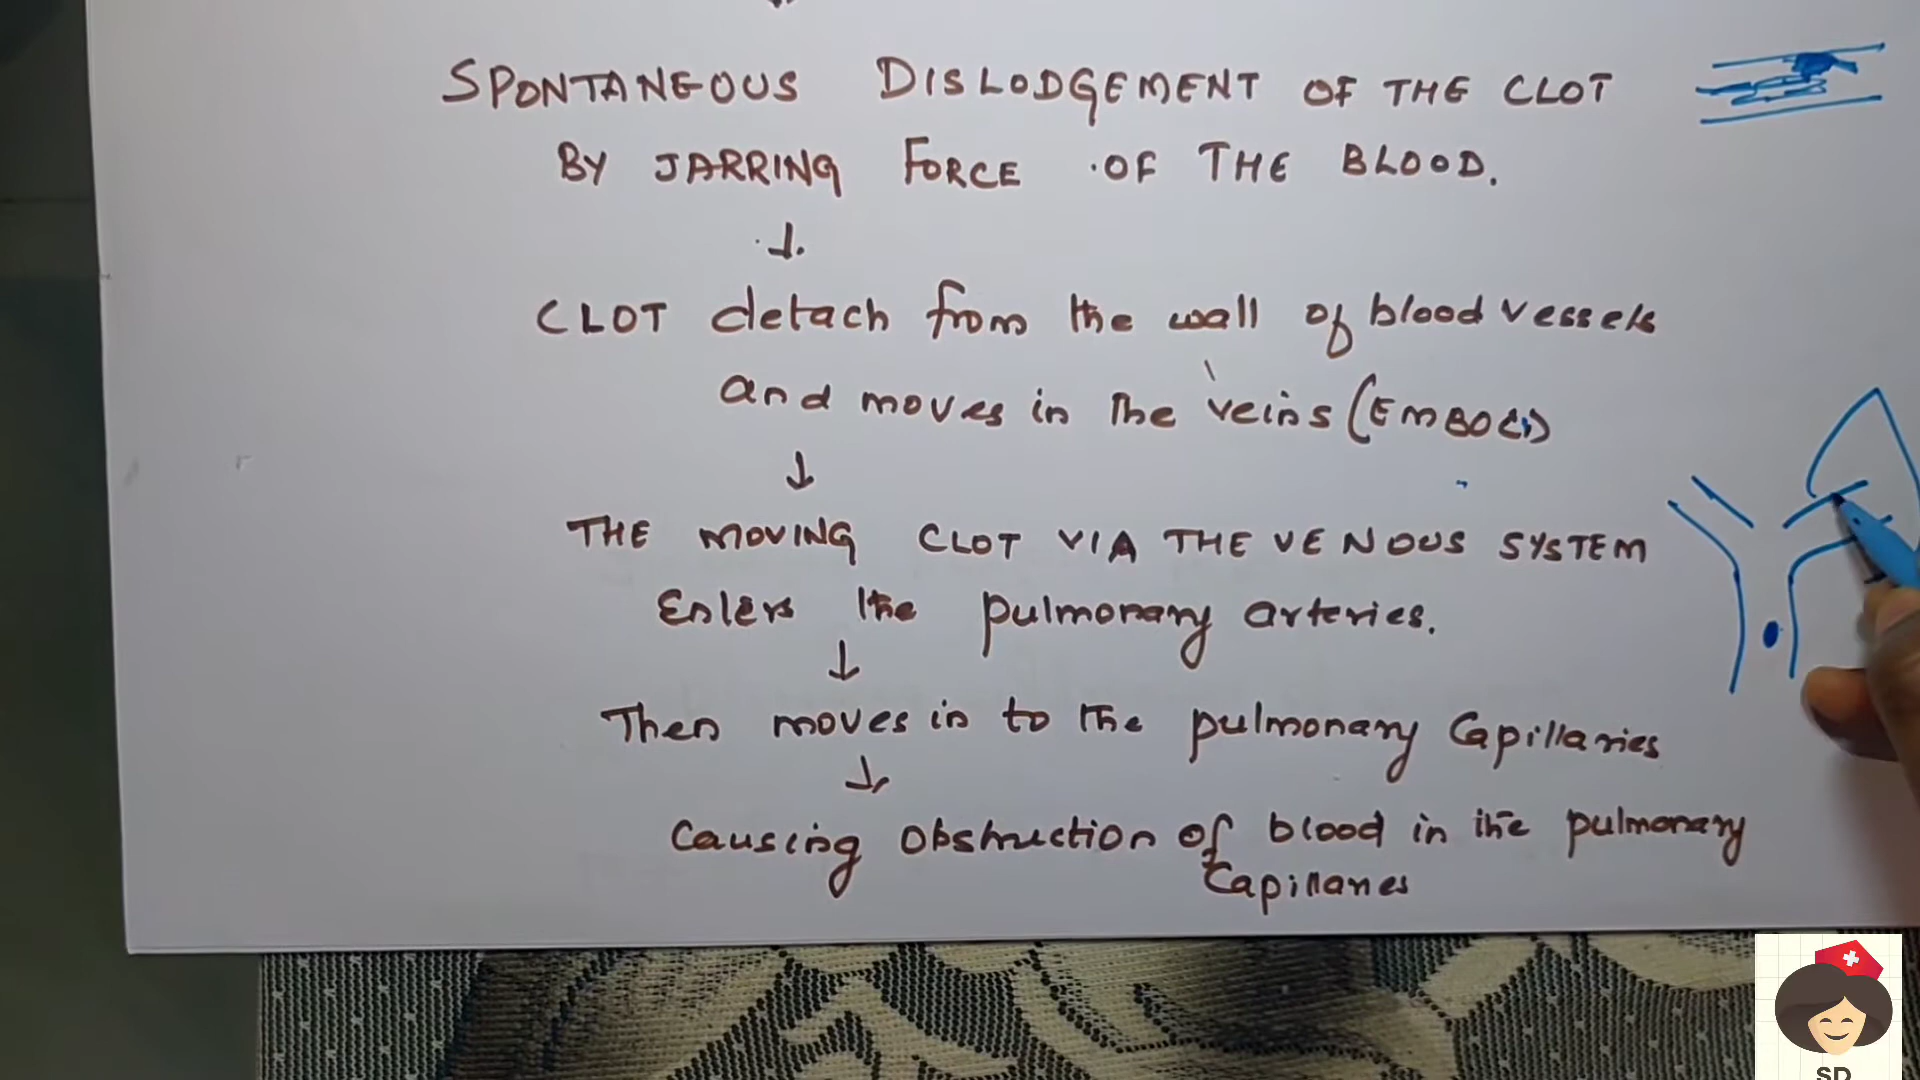 SPONTANEOUS DISLODGEMENT OF THE CLOT
BY JARRING FORCE OF THE BLOOD.
↓
CLOT detach from the wall of blood vessels
and moves in the veins (EMBOLI)
↓
THE MOVING CLOT VIA THE VENOUS SYSTEM
Enters the pulmonary arteries.
↓
Then moves in to the pulmonary Capillaries
↓
Causing Obstruction of blood in the pulmonary
Capillaries
SD